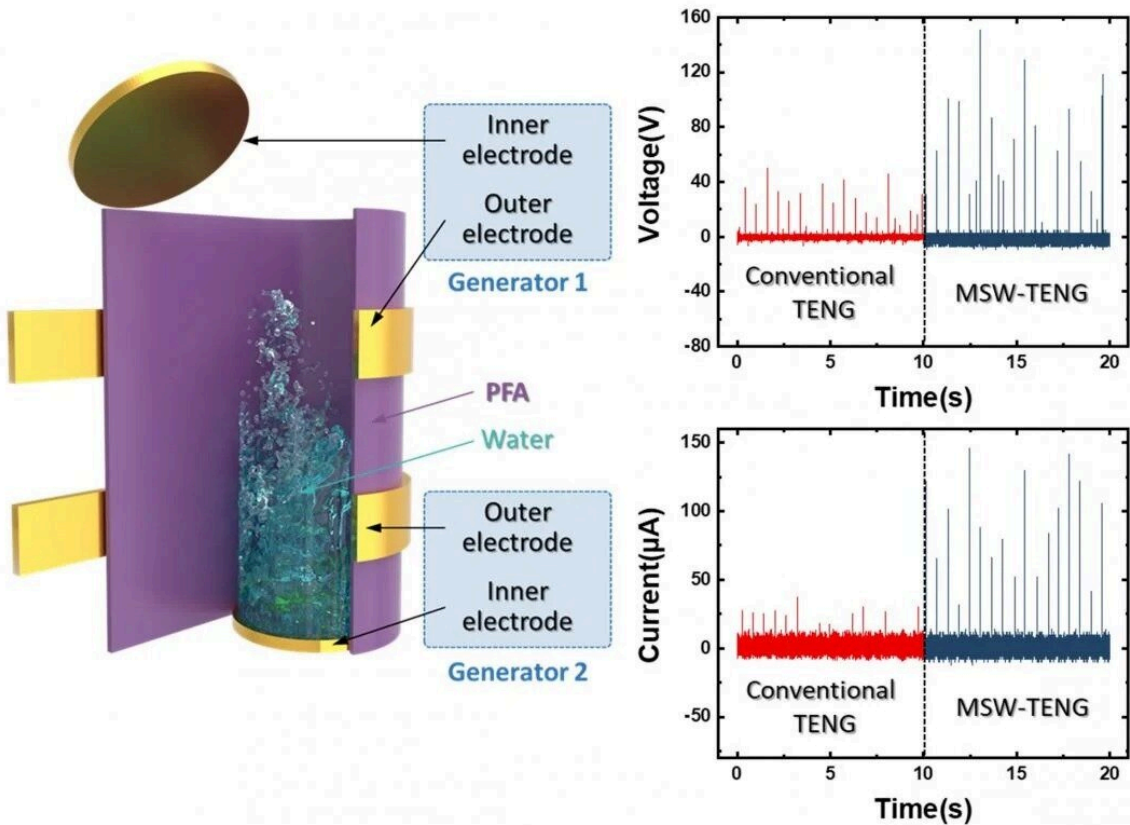 Inner
electrode
Outer
electrode
Generator 1
PFA
Water
Outer
electrode
Inner
electrode
Generator 2
Voltage(V)
160
120
80
40
0
-40
-80
Conventional
TENG
MSW-TENG
0 5 10 15 20
Time(s)
Current(µA)
150
100
50
0
-50
Conventional
TENG
MSW-TENG
0 5 10 15 20
Time(s)